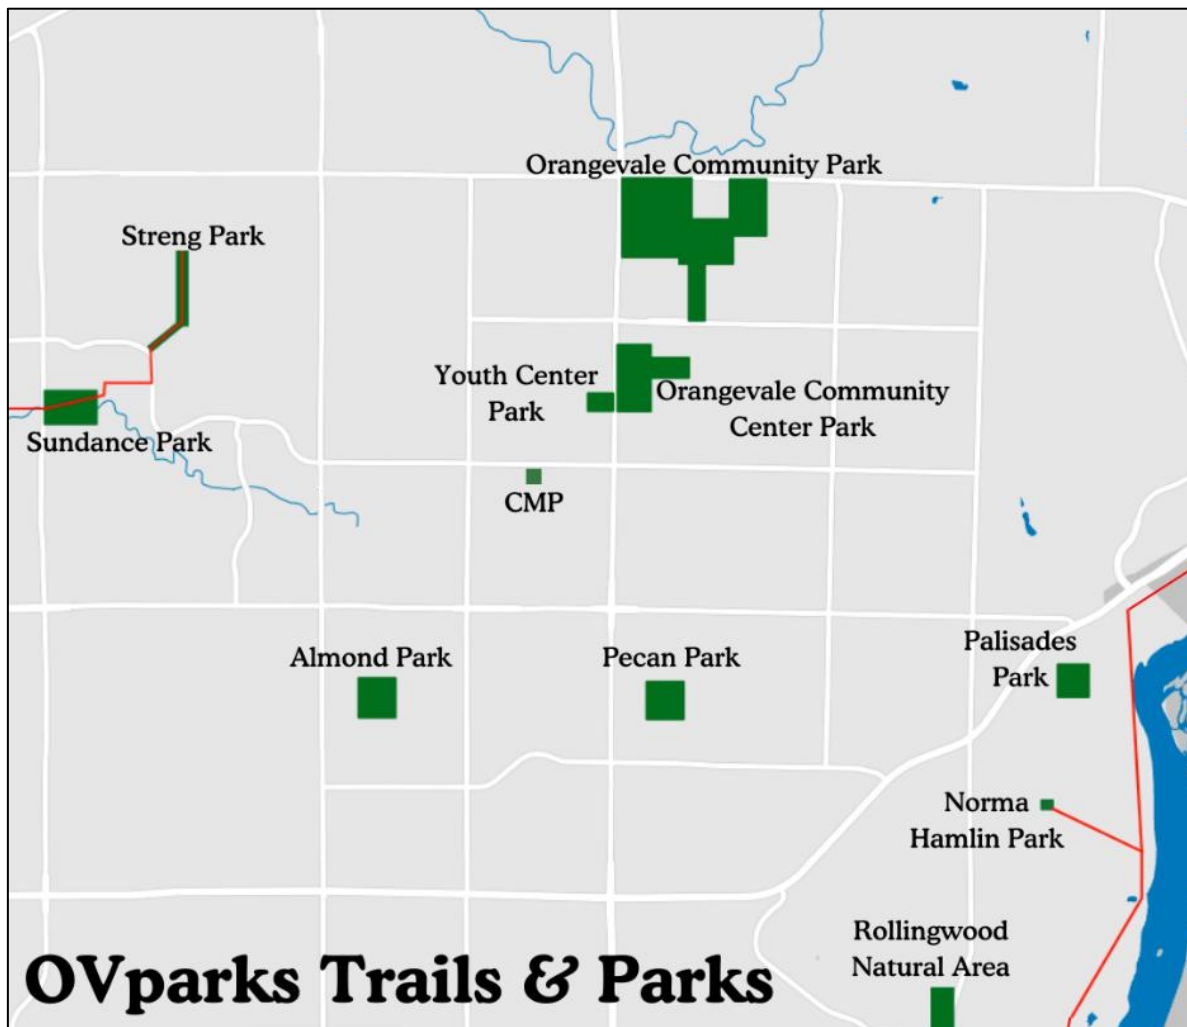 Orangevale Community Park
Streng Park
Youth Center
Park
Orangevale Community
Center Park
Sundance Park
CMP
Almond Park
Pecan Park
Palisades
Park
Norma
Hamlin Park
Rollingwood
Natural Area
OVparks Trails & Parks